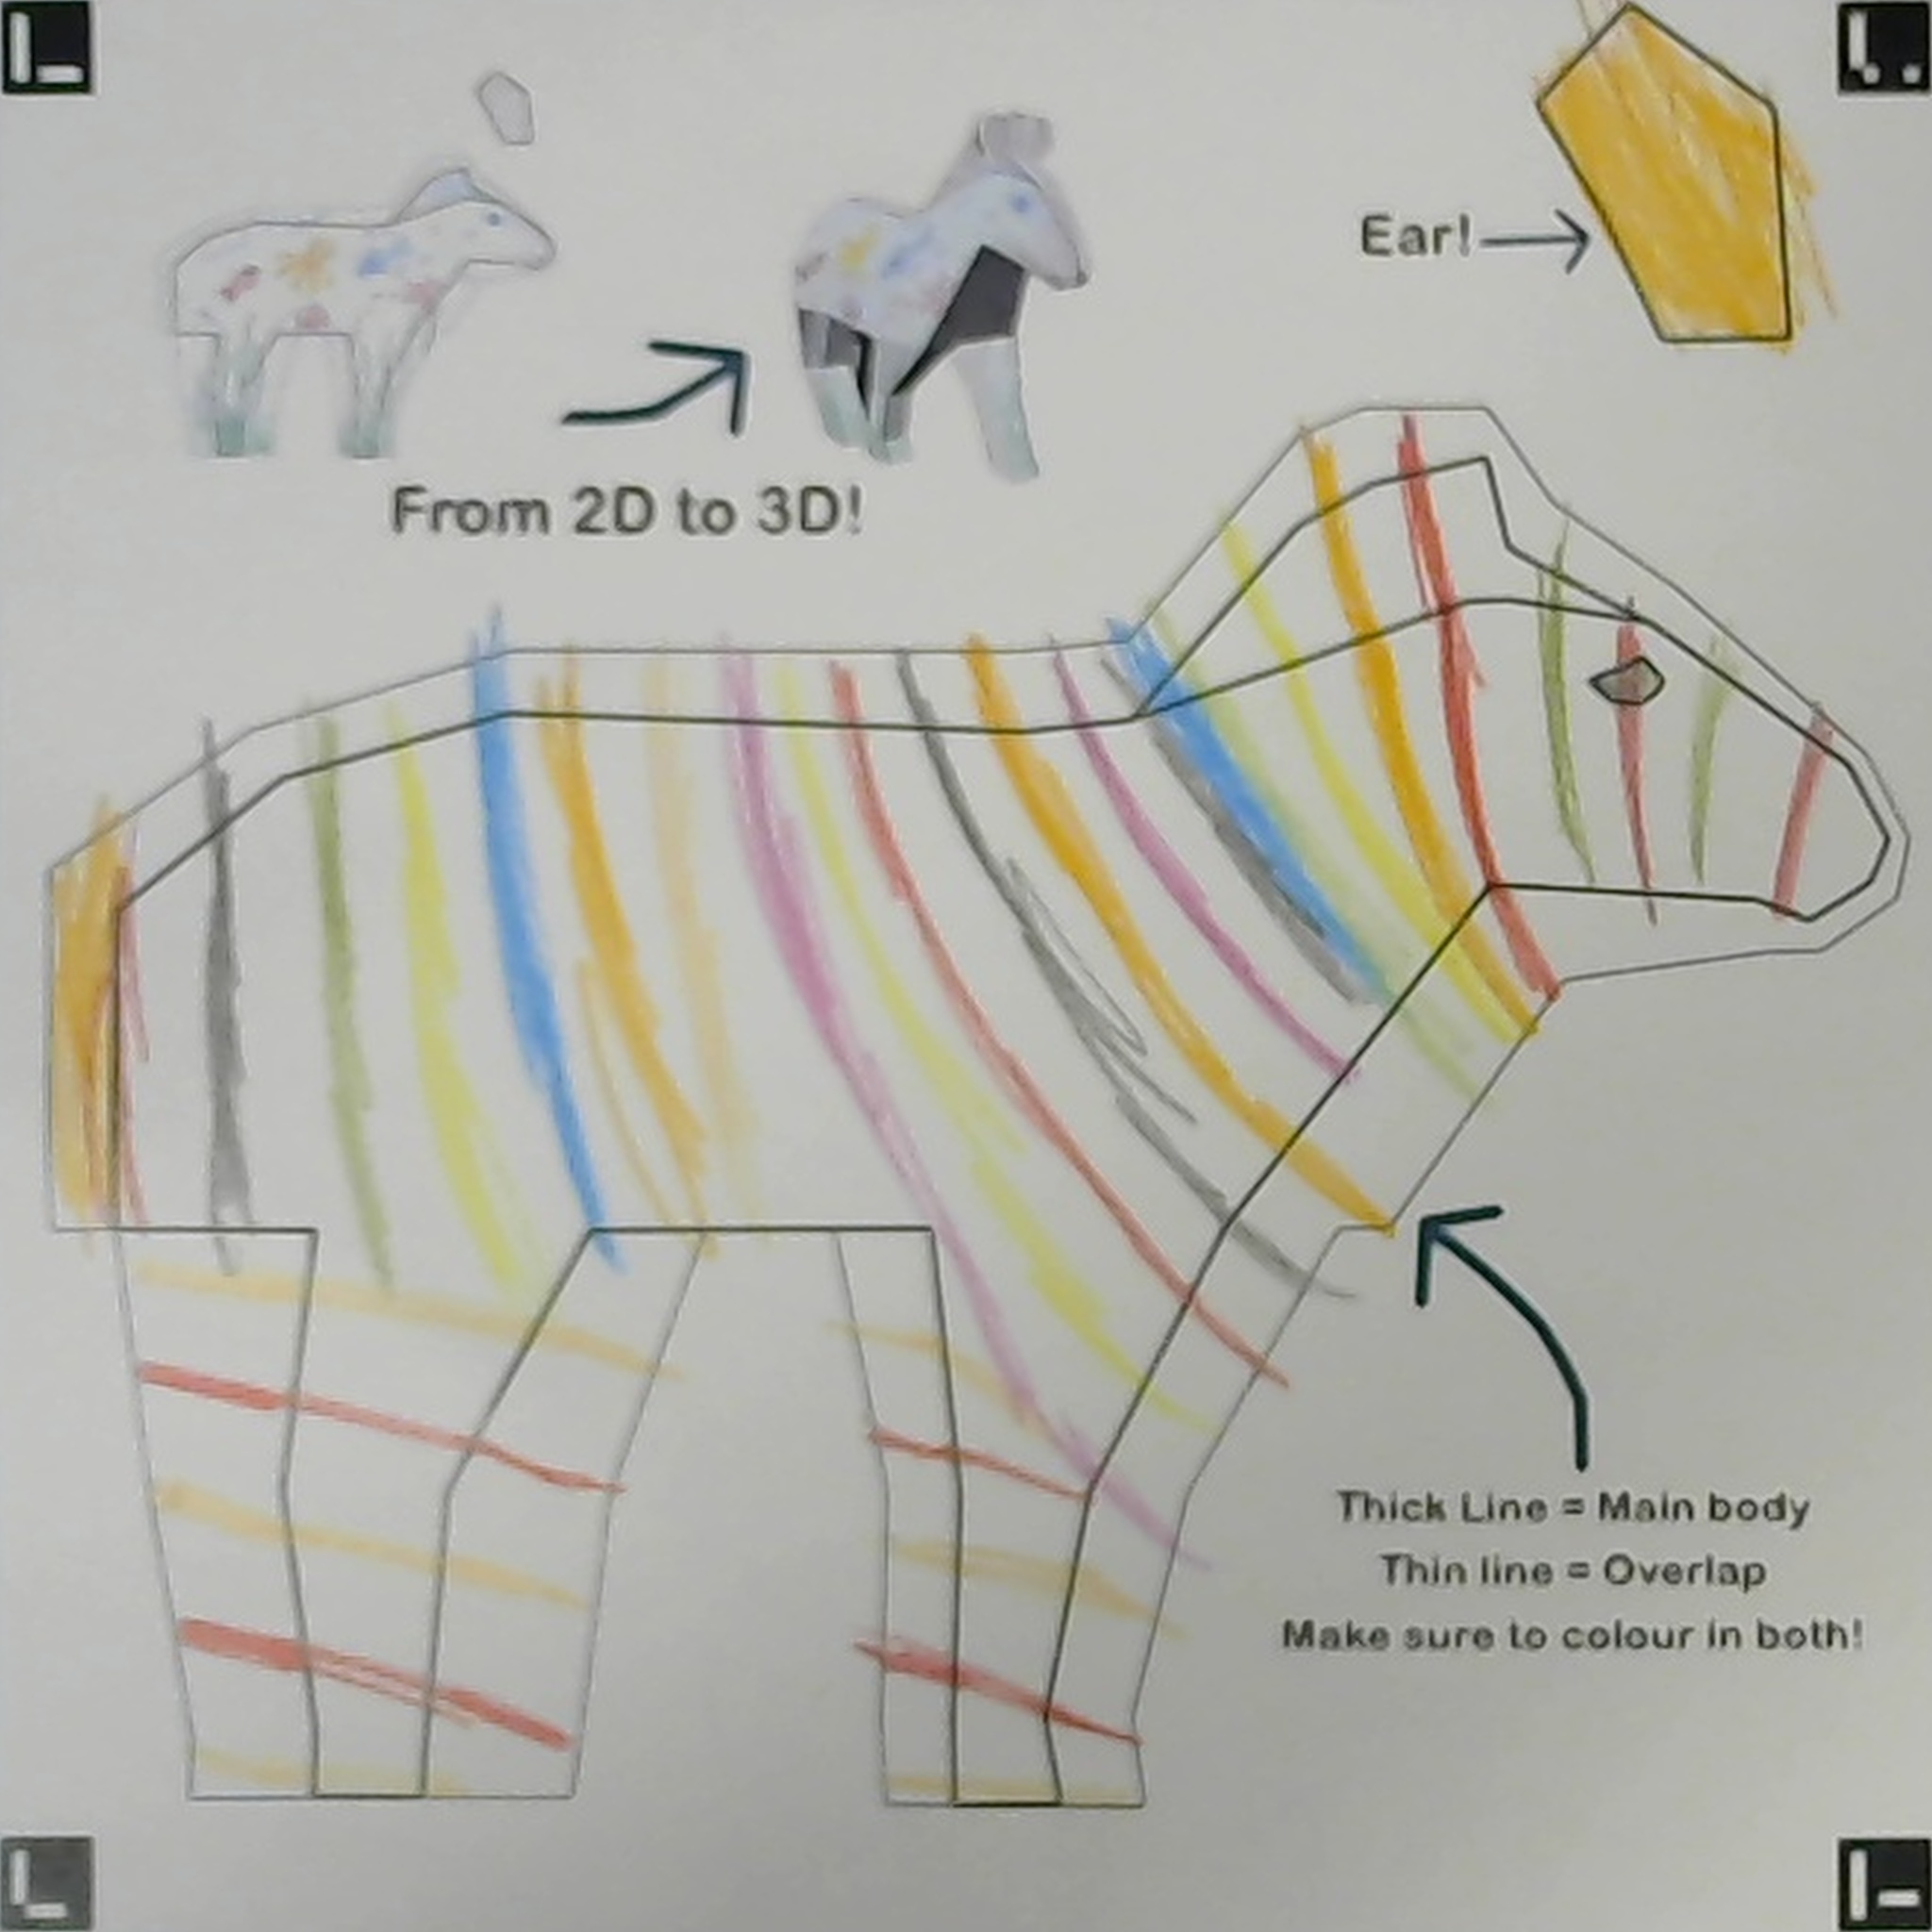 Ear!
From 2D to 3D!
Thick Line = Main body
Thin line = Overlap
Make sure to colour in both!